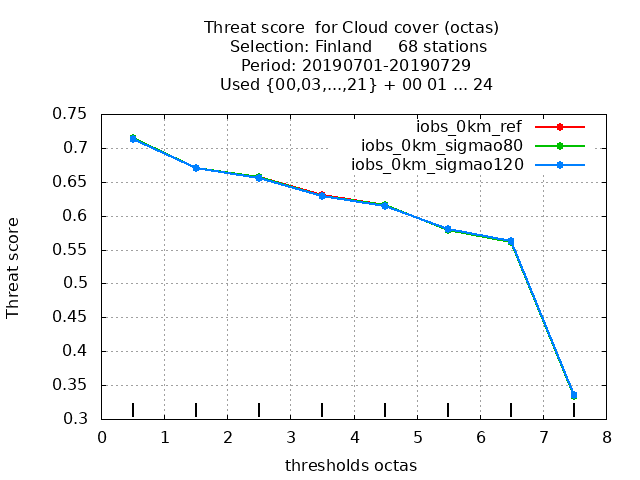 Threat score  for Cloud cover (octas)
Selection: Finland     68 stations
Period: 20190701-20190729
Used {00,03,...,21} + 00 01 ... 24
iobs_0km_ref
iobs_0km_sigmao80
iobs_0km_sigmao120
0.75
0.7
0.65
0.6
0.55
0.5
0.45
0.4
0.35
0.3
Threat score
0 1 2 3 4 5 6 7 8
thresholds octas